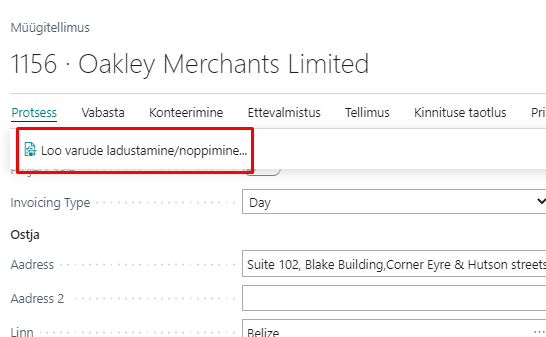 Müügitellimus
1156 · Oakley Merchants Limited
Protsess Vabasta Konteerimine Ettevalmistus Tellimus Kinnituse taotlus Pri
Loo varude ladustamine/noppimine...
Invoicing Type Day
Ostja
Aadress Suite 102, Blake Building,Corner Eyre & Hutson streets
Aadress 2
Linn Belize ...